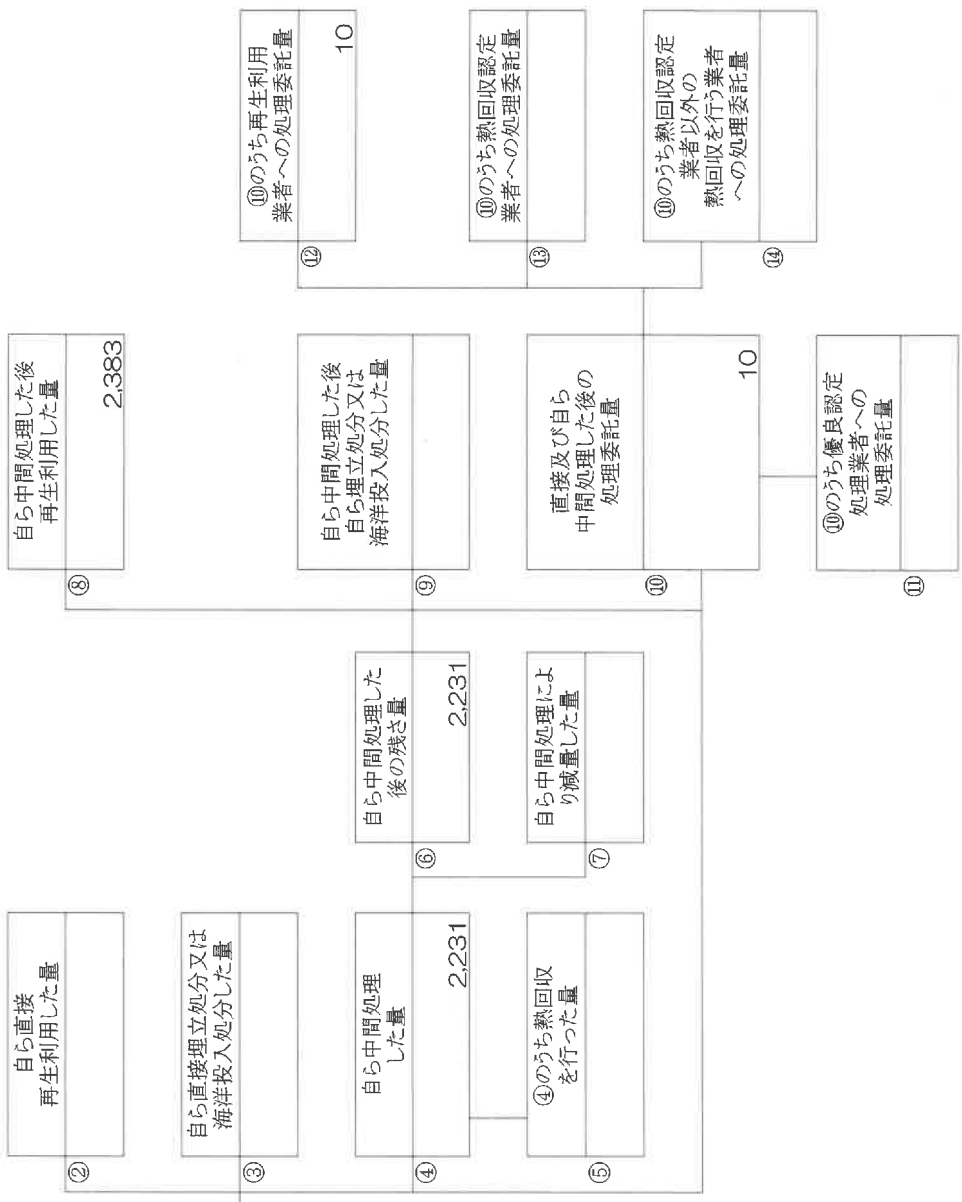 ②
自ら直接
再生利用した量
③
自ら直接埋立処分又は
海洋投入処分した量
④
自ら中間処理
した量
2,231
⑤
④のうち熱回収
を行った量
⑥
自ら中間処理した
後の残さ量
2,231
⑦
自ら中間処理によ
り減量した量
⑧
自ら中間処理した後
再生利用した量
2,383
⑨
自ら中間処理した後
自ら埋立処分又は
海洋投入処分した量
⑩
直接及び自ら
中間処理した後の
処理委託量
10
⑪
⑩のうち優良認定
処理業者への
処理委託量
⑫
⑩のうち再生利用
業者への処理委託量
10
⑬
⑩のうち熱回収認定
業者への処理委託量
⑭
⑩のうち熱回収認定
業者以外の
熱回収を行う業者
への処理委託量